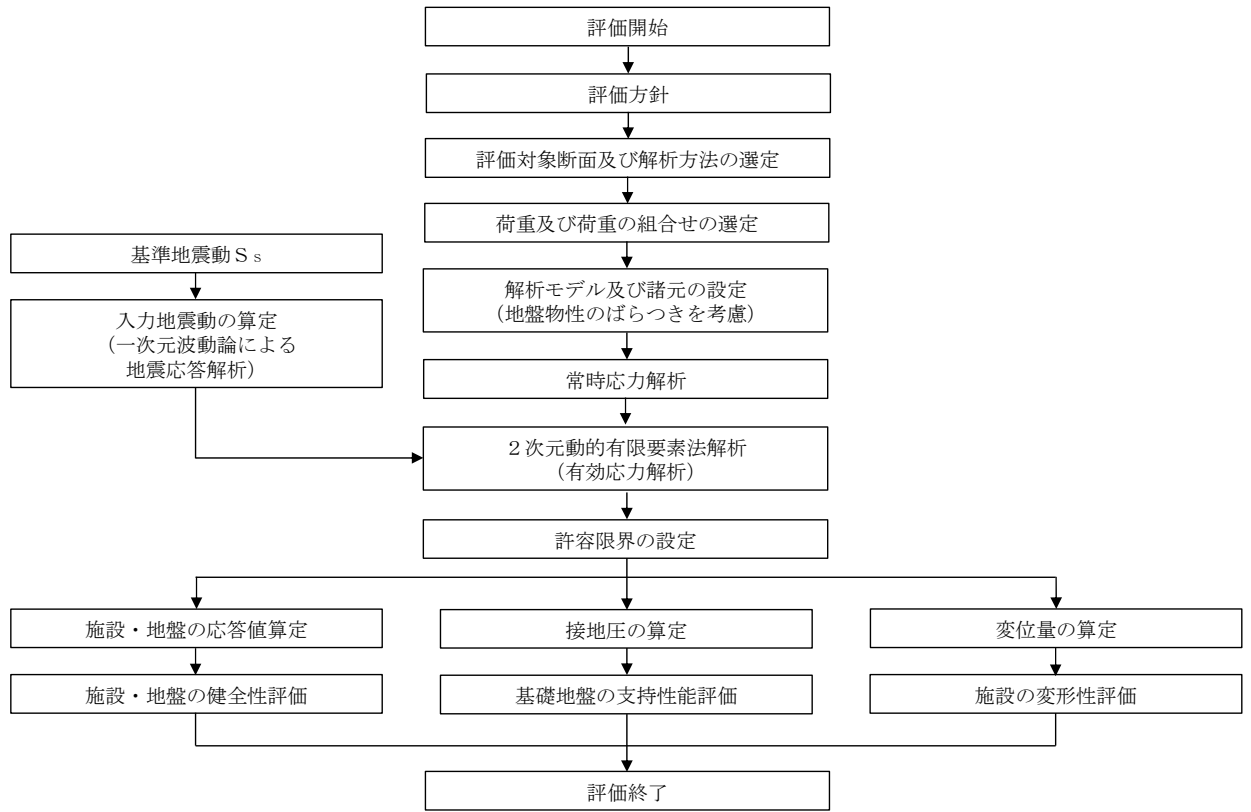 評価開始
評価方針
評価対象断面及び解析方法の選定
荷重及び荷重の組合せの選定
基準地震動Ｓｓ
解析モデル及び諸元の設定
（地盤物性のばらつきを考慮）
入力地震動の算定
（一次元波動論による
地震応答解析）
常時応力解析
２次元動的有限要素法解析
（有効応力解析）
許容限界の設定
施設・地盤の応答値算定
接地圧の算定
変位量の算定
施設・地盤の健全性評価
基礎地盤の支持性能評価
施設の変形性評価
評価終了